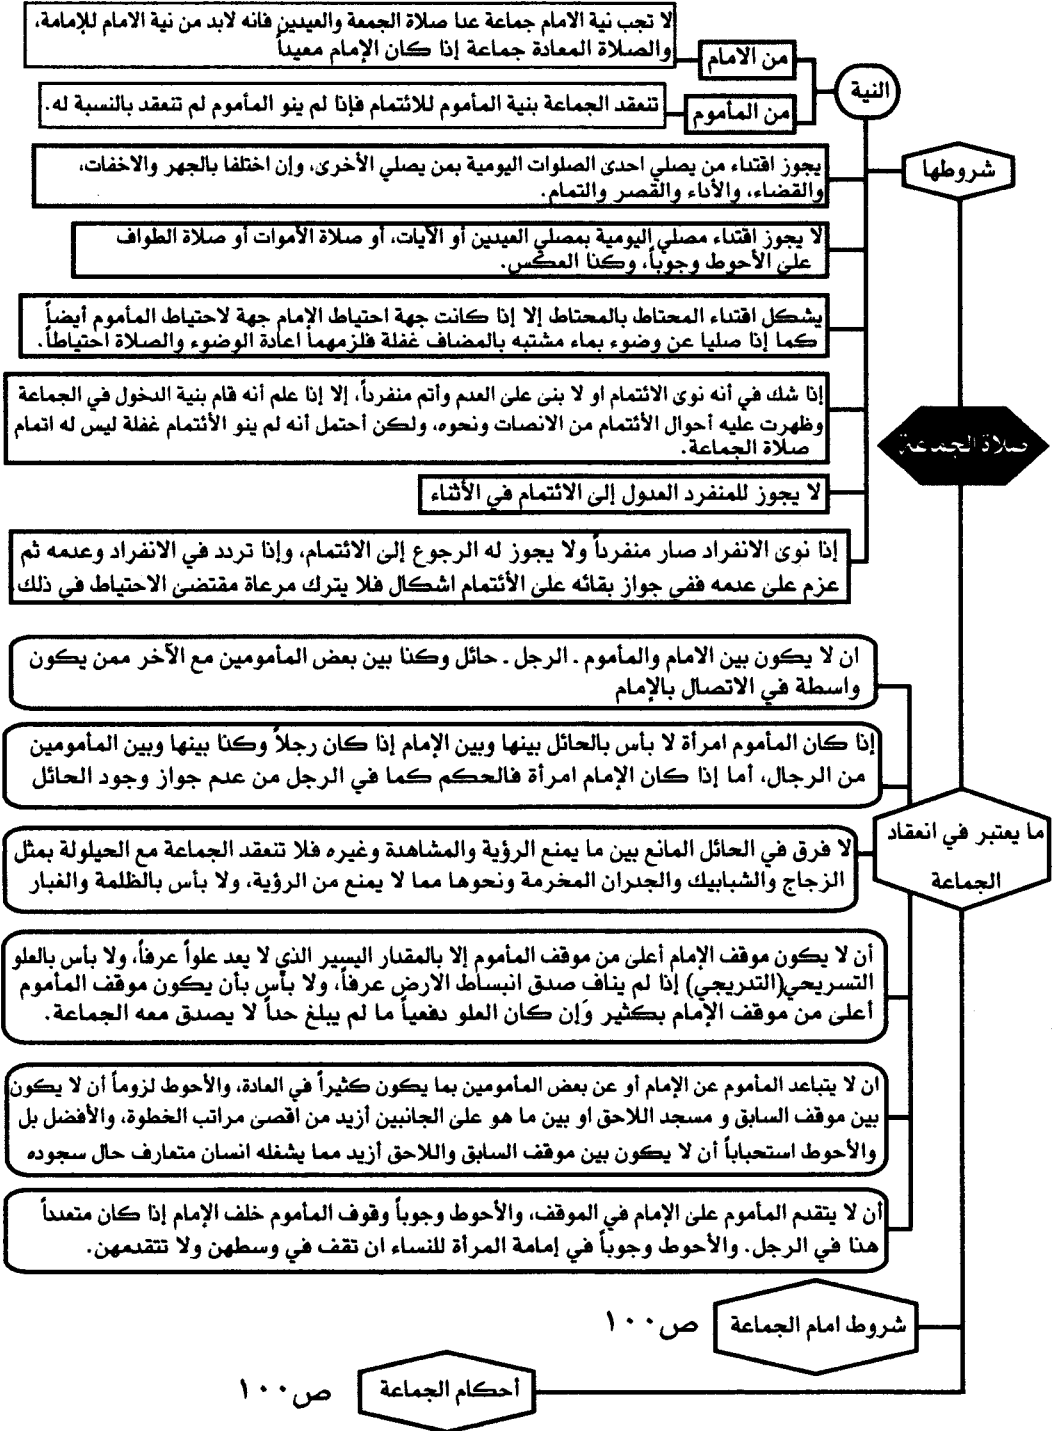 لا تجب نية الامام جماعة عدا صلاة الجمعة والعيدين فانه لابد من نية الامام للإمامة،
والصلاة المعادة جماعة إذا كان الإمام معيداً
من الامام
النية
تنعقد الجماعة بنية المأموم للائتمام فإذا لم ينو المأموم لم تنعقد بالنسبة له.
من المأموم
شروطها
يجوز اقتداء من يصلي احدى الصلوات اليومية بمن يصلي الأخرى، وإن اختلفا بالجهر والاخفات،
والقضاء، والأداء والقصر والتمام.
لا يجوز اقتداء مصلي اليومية بمصلي العيدين أو الآيات، أو صلاة الأموات أو صلاة الطواف
على الأحوط وجوباً، وكذا العكس.
يشكل اقتداء المحتاط بالمحتاط إلا إذا كانت جهة احتياط الإمام جهة لاحتياط المأموم أيضاً
كما إذا صليا عن وضوء بماء مشتبه بالمضاف غفلة فلزمهما اعادة الوضوء والصلاة احتياطاً.
إذا شك في أنه نوى الائتمام او لا بنى على العدم وأتم منفرداً، إلا إذا علم أنه قام بنية الدخول في الجماعة
وظهرت عليه أحوال الأئتمام من الانصات ونحوه، ولكن أحتمل أنه لم ينو الأئتمام غفلة ليس له اتمام
صلاة الجماعة.
صلاة الجماعة
لا يجوز للمنفرد العدول إلى الائتمام في الأثناء
إذا نوى الانفراد صار منفرداً ولا يجوز له الرجوع إلى الائتمام، وإذا تردد في الانفراد وعدمه ثم
عزم على عدمه ففي جواز بقائه على الأئتمام اشكال فلا يترك مرعاة مقتضى الاحتياط في ذلك.
ان لا يكون بين الامام والمأموم . الرجل . حائل وكذا بين بعض المأمومين مع الآخر ممن يكون
واسطة في الاتصال بالإمام
إذا كان المأموم امرأة لا بأس بالحائل بينها وبين الإمام إذا كان رجلاً وكذا بينها وبين المأمومين
من الرجال، أما إذا كان الإمام امرأة فالحكم كما في الرجل من عدم جواز وجود الحائل
ما يعتبر في انعقاد
الجماعة
لا فرق في الحائل المانع بين ما يمنع الرؤية والمشاهدة وغيره فلا تنعقد الجماعة مع الحيلولة بمثل
الزجاج والشبابيك والجدران المخرمة ونحوها مما لا يمنع من الرؤية، ولا بأس بالظلمة والغبار
أن لا يكون موقف الإمام أعلى من موقف المأموم إلا بالمقدار اليسير الذي لا يعد علواً عرفاً، ولا بأس بالعلو
التسريحي(التدريجي) إذا لم يناف صدق انبساط الارض عرفاً، ولا بأس بأن يكون موقف المأموم
أعلى من موقف الإمام بكثير وَإن كان العلو دفعياً ما لم يبلغ حداً لا يصدق معه الجماعة.
ان لا يتباعد المأموم عن الإمام أو عن بعض المأمومين بما يكون كثيراً في العادة، والأحوط لزوماً أن لا يكون
بين موقف السابق و مسجد اللاحق او بين ما هو على الجانبين أزيد من اقصى مراتب الخطوة، والأفضل بل
والأحوط استحباباً أن لا يكون بين موقف السابق واللاحق أزيد مما يشغله انسان متعارف حال سجوده
أن لا يتقدم المأموم على الإمام في الموقف، والأحوط وجوباً وقوف المأموم خلف الإمام إذا كان متعدداً
هذا في الرجل. والأحوط وجوباً في إمامة المرأة للنساء ان تقف في وسطهن ولا تتقدمهن.
شروط امام الجماعة
ص١٠٠
أحكام الجماعة
ص١٠٠